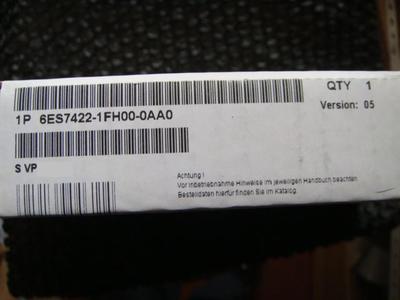 QTY 1
1P 6ES7422-1FH00-0AA0
Version: 05
S VP
Achtung !
Vor Inbetriebnahme Hinweise im jeweiligen Handbuch beachten.
Bestelldaten hierfür finden Sie im Katalog.